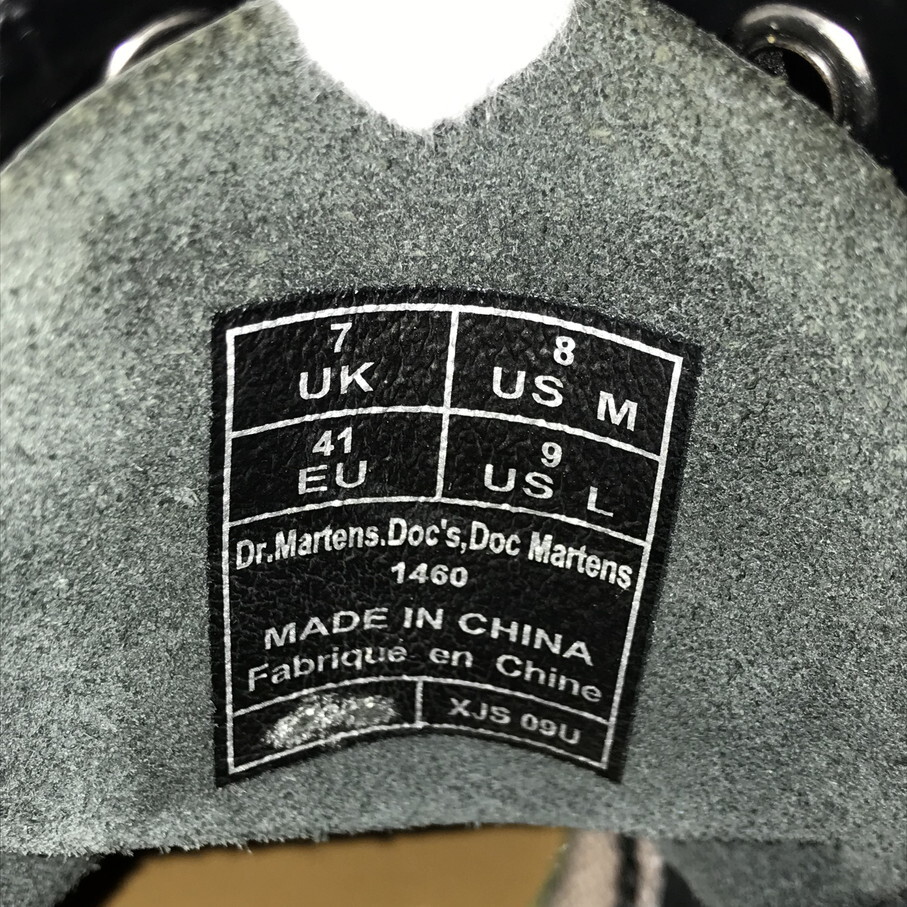 7
UK
8
US M
41
EU
9
US L
Dr.Martens.Doc's,Doc Martens
1460
MADE IN CHINA
Fabriqué en Chine
XJS 09U